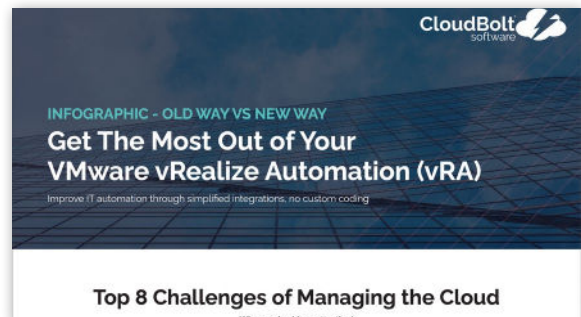 CloudBolt
software
INFOGRAPHIC - OLD WAY VS NEW WAY
Get The Most Out of Your
VMware vRealize Automation (vRA)
Improve IT automation through simplified integrations, no custom coding
Top 8 Challenges of Managing the Cloud